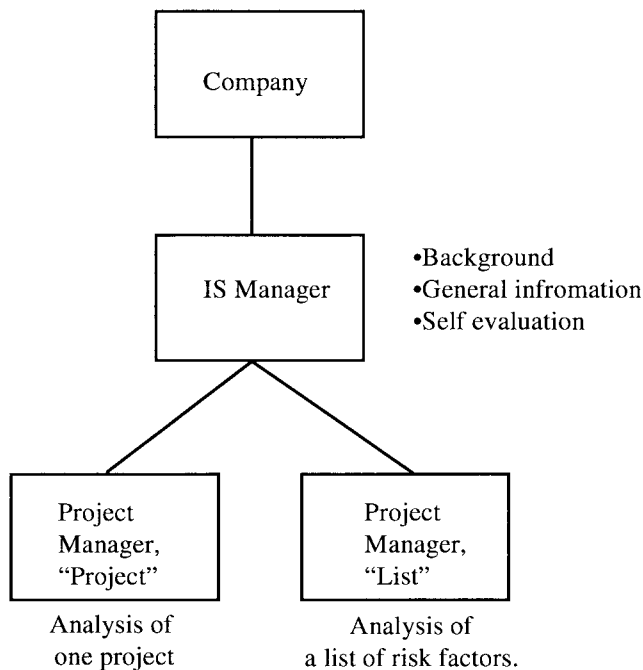 Company
IS Manager
•Background
•General infromation
•Self evaluation
Project
Manager,
“Project”
Analysis of
one project
Project
Manager,
“List”
Analysis of
a list of risk factors.